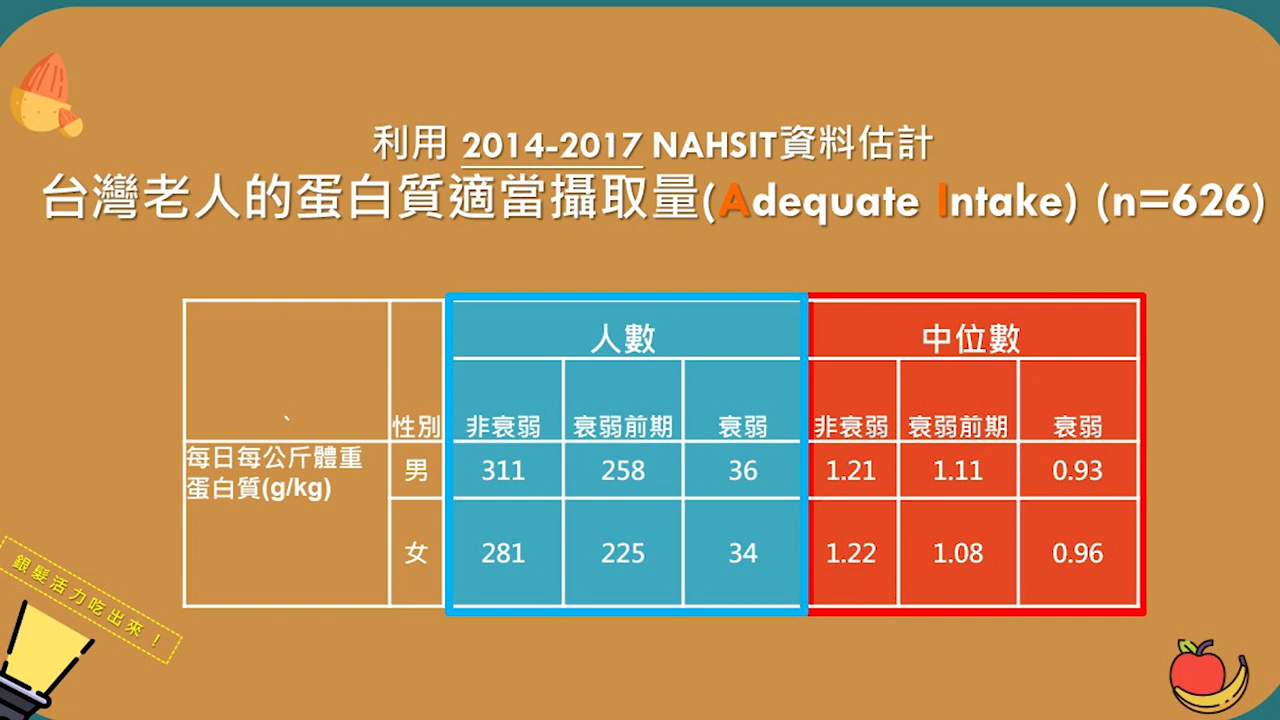 利用 2014-2017 NAHSIT資料估計
台灣老人的蛋白質適當攝取量(Adequate Intake) (n=626)
人數 中位數
、 性別 非衰弱 衰弱前期 衰弱 非衰弱 衰弱前期 衰弱
每日每公斤體重
蛋白質(g/kg)
男 311 258 36 1.21 1.11 0.93
女 281 225 34 1.22 1.08 0.96
銀髮活力吃出來！